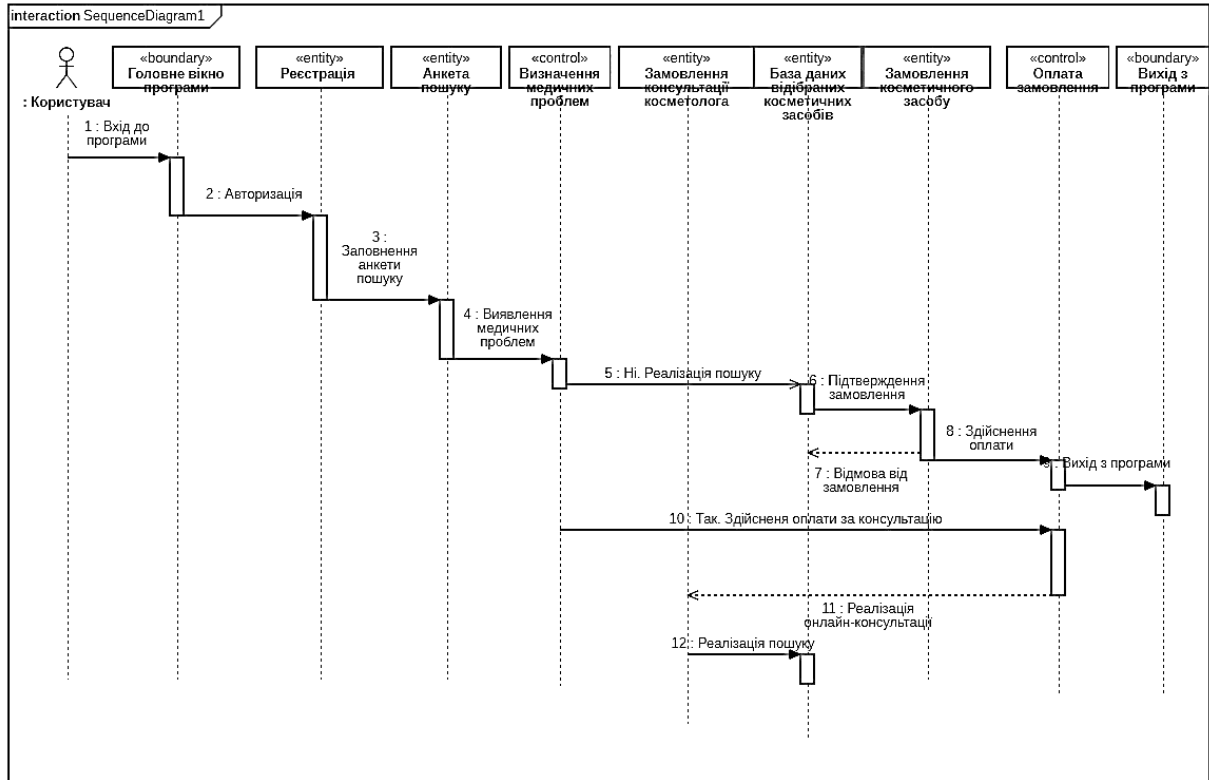 interaction SequenceDiagram1
: Користувач
«boundary»
Головне вікно
програми
«entity»
Реєстрація
«entity»
Анкета
пошуку
«control»
Визначення
медичних
проблем
«entity»
Замовлення
консультації
косметолога
«entity»
База даних
відібраних
косметичних
засобів
«entity»
Замовлення
косметичного
засобу
«control»
Оплата
замовлення
«boundary»
Вихід з
програми
1 : Вхід до
програми
2 : Авторизація
3 :
Заповнення
анкети
пошуку
4 : Виявлення
медичних
проблем
5 : Ні. Реалізація пошуку
6 : Підтверждення
замовлення
8 : Здійснення
оплати
7 : Відмова від
замовлення
9 : Вихід з програми
10 : Так. Здійсненя оплати за консультацію
11 : Реалізація
онлайн-консультації
12 : Реалізація пошуку